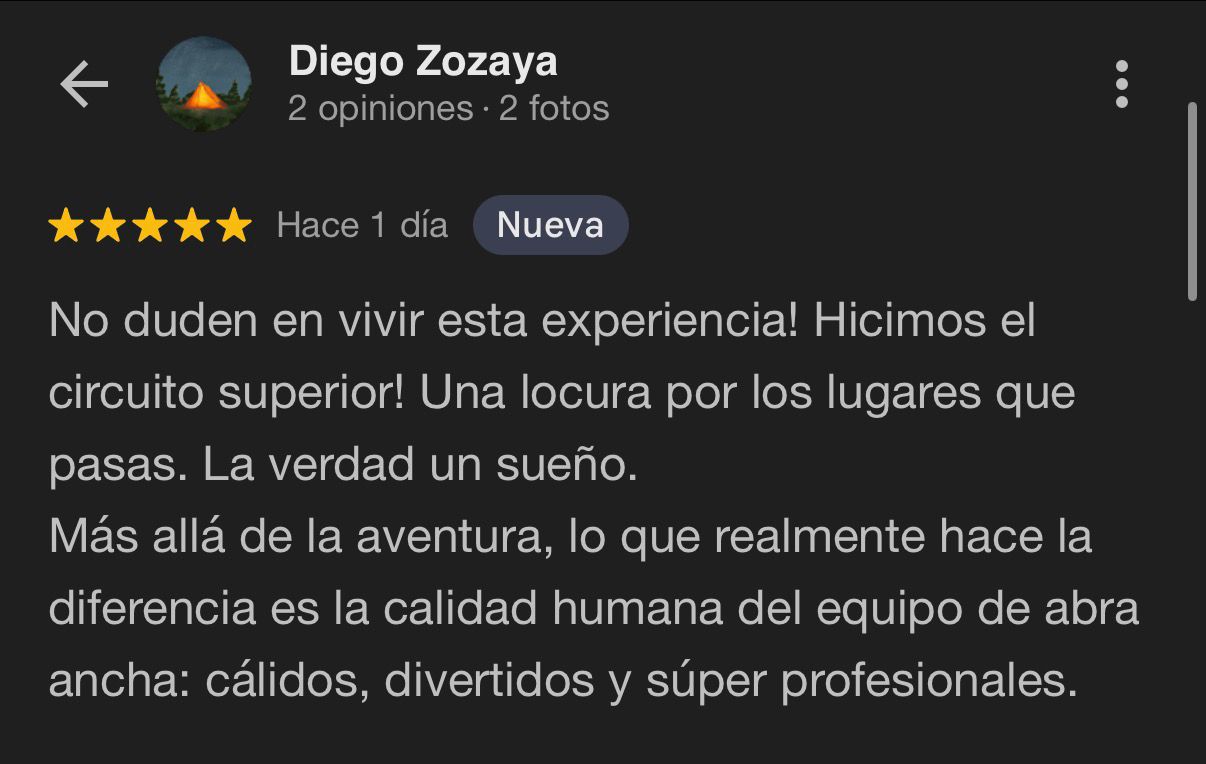 Diego Zozaya
2 opiniones · 2 fotos
Hace 1 día Nueva
No duden en vivir esta experiencia! Hicimos el
circuito superior! Una locura por los lugares que
pasas. La verdad un sueño.
Más allá de la aventura, lo que realmente hace la
diferencia es la calidad humana del equipo de abra
ancha: cálidos, divertidos y súper profesionales.